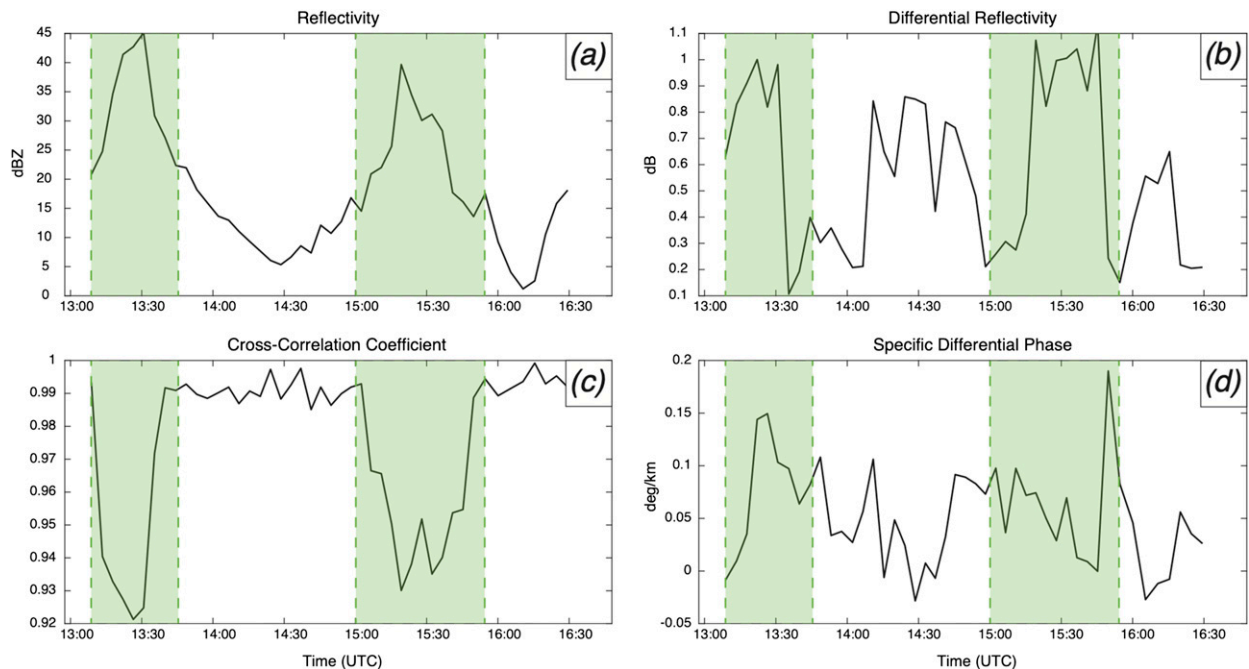 Reflectivity
(a)
dBZ
45
40
35
30
25
20
15
10
5
0
13:00 13:30 14:00 14:30 15:00 15:30 16:00 16:30
Differential Reflectivity
(b)
dB
1.1
1
0.9
0.8
0.7
0.6
0.5
0.4
0.3
0.2
0.1
13:00 13:30 14:00 14:30 15:00 15:30 16:00 16:30
Cross-Correlation Coefficient
(c)
1
0.99
0.98
0.97
0.96
0.95
0.94
0.93
0.92
13:00 13:30 14:00 14:30 15:00 15:30 16:00 16:30
Time (UTC)
Specific Differential Phase
(d)
deg/km
0.2
0.15
0.1
0.05
0
-0.05
13:00 13:30 14:00 14:30 15:00 15:30 16:00 16:30
Time (UTC)